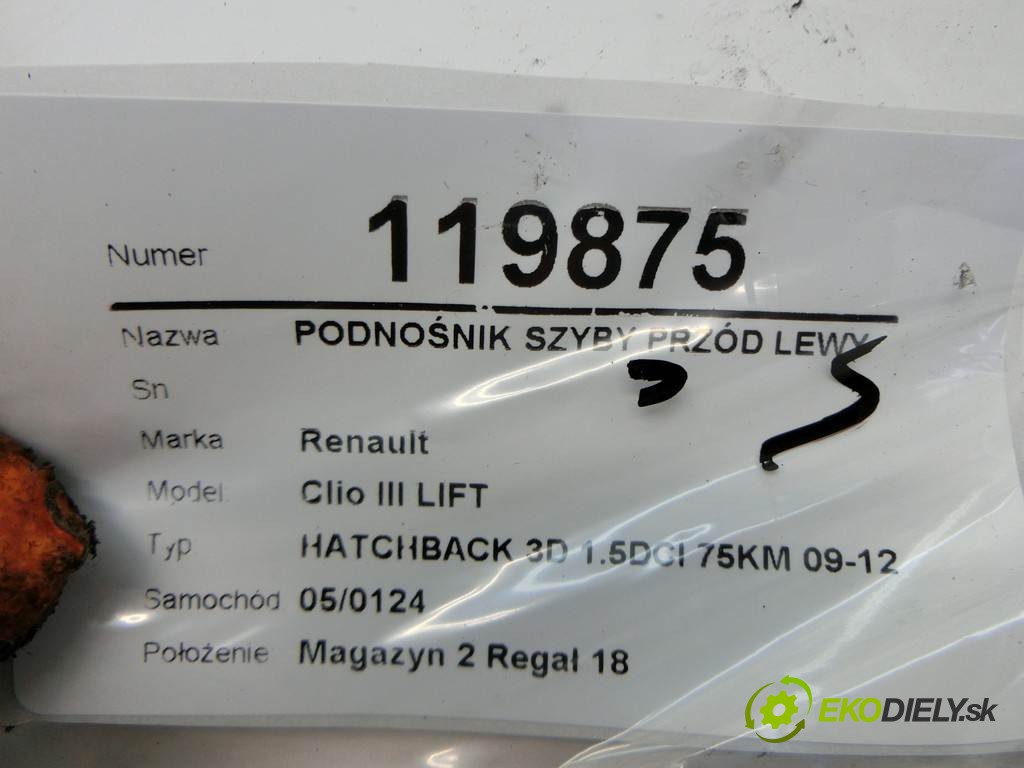 Numer 119875
Nazwa PODNOŚNIK SZYBY PRZÓD LEWY
Sn
Marka Renault
Model Clio III LIFT
Typ HATCHBACK 3D 1.5DCI 75KM 09-12
Samochód 05/0124
Położenie Magazyn 2 Regał 18
EKODIELY.sk